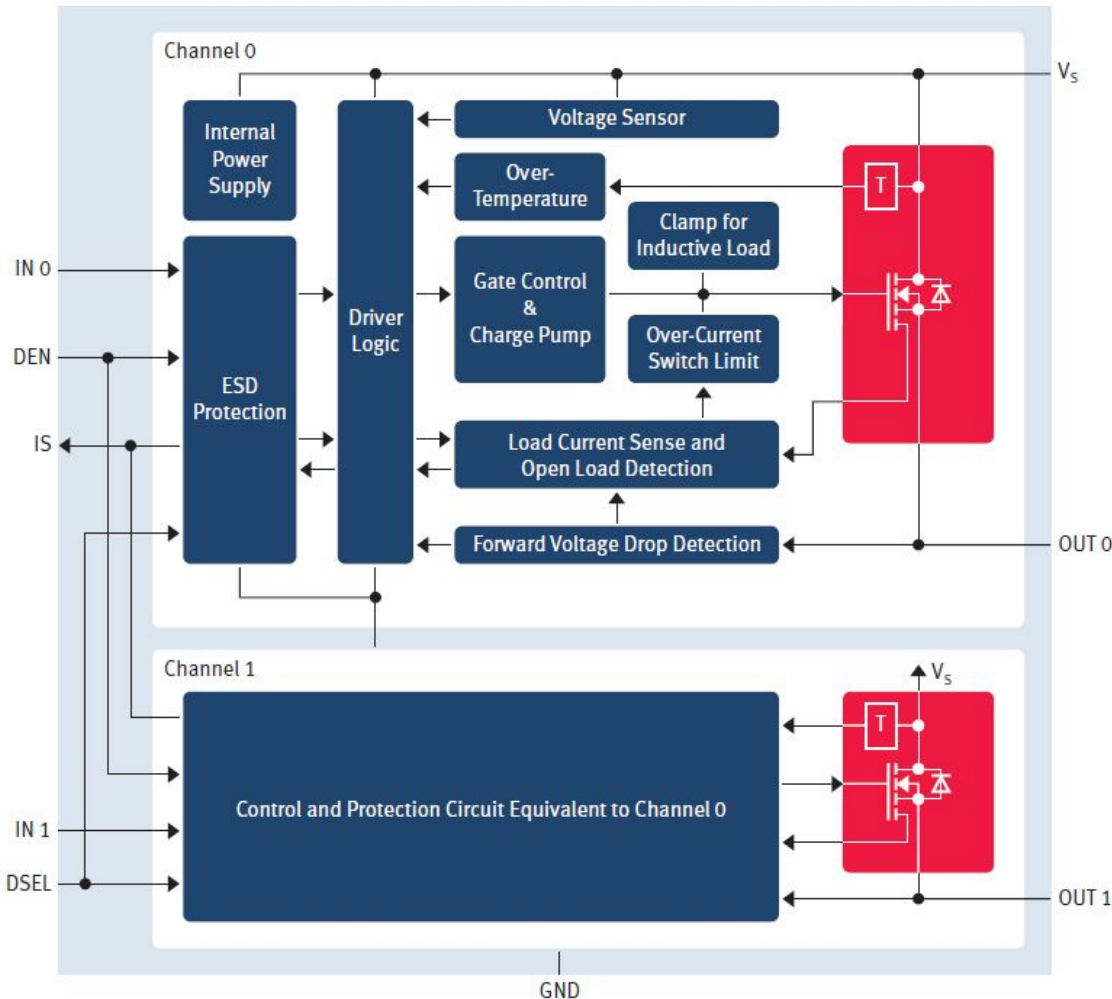 Channel 0
V_S
Internal
Power
Supply
Driver
Logic
Voltage Sensor
Over-
Temperature
T
Clamp for
Inductive Load
IN 0
Gate Control
&
Charge Pump
Over-Current
Switch Limit
DEN
ESD
Protection
IS
Load Current Sense and
Open Load Detection
Forward Voltage Drop Detection
OUT 0
Channel 1
V_S
T
Control and Protection Circuit Equivalent to Channel 0
IN 1
DSEL
OUT 1
GND